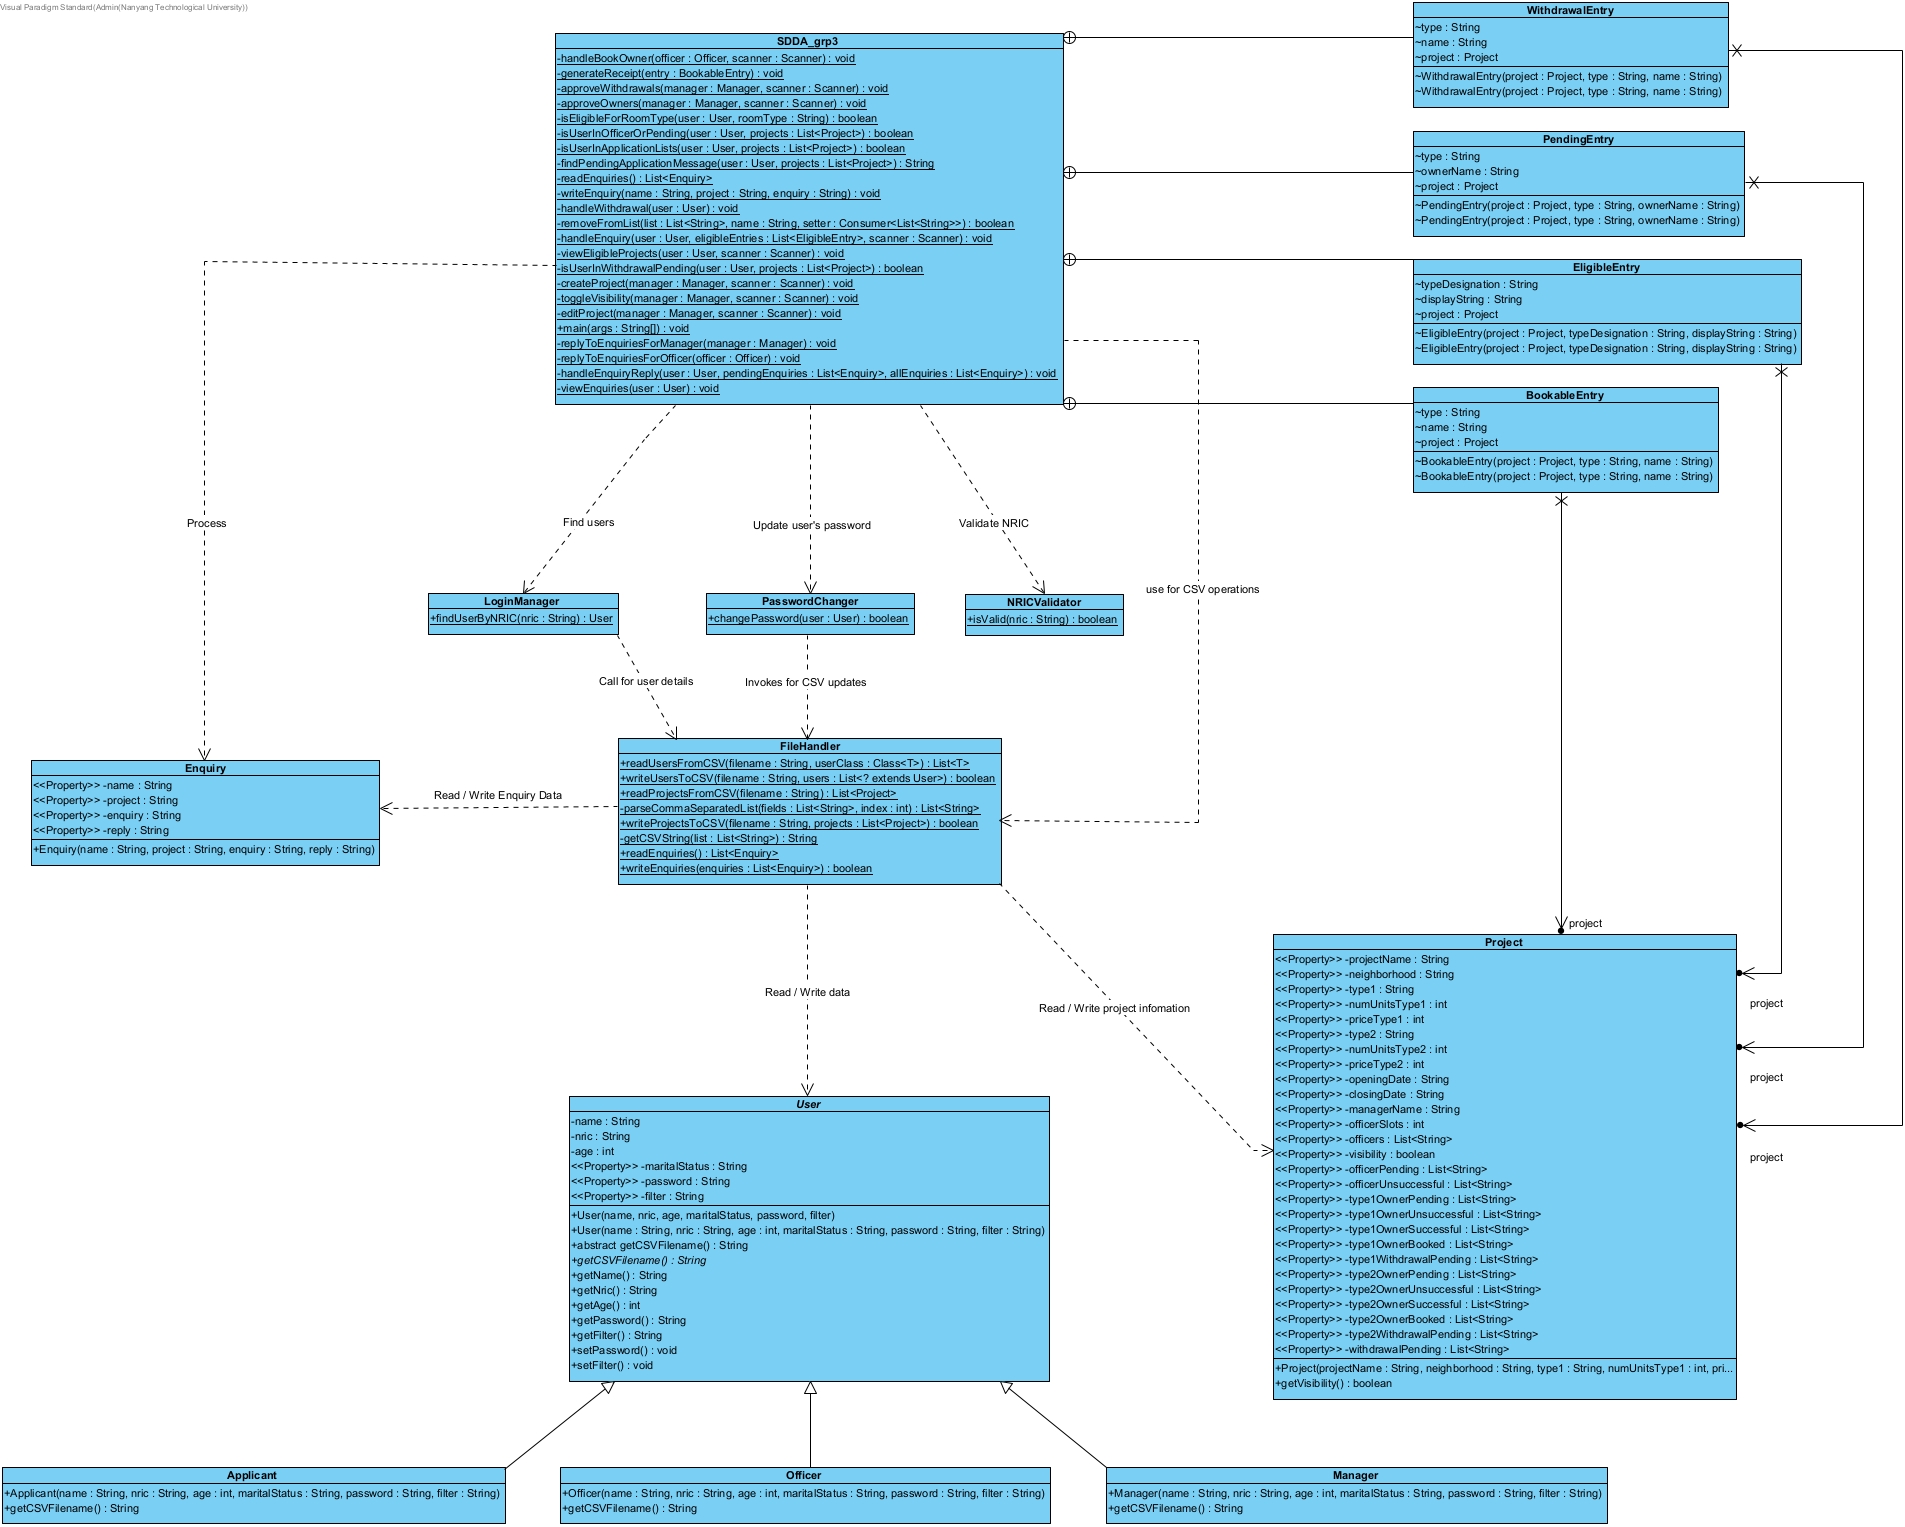 Visual Paradigm Standard(Admin(Nanyang Technological University))
SDDA_grp3
-handleBookOwner(officer : Officer, scanner : Scanner) : void
-generateReceipt(entry : BookableEntry) : void
-approveWithdrawals(manager : Manager, scanner : Scanner) : void
-approveOwners(manager : Manager, scanner : Scanner) : void
-isEligibleForRoomType(user : User, roomType : String) : boolean
-isUserInOfficerOrPending(user : User, projects : List<Project>) : boolean
-isUserInApplicationLists(user : User, projects : List<Project>) : boolean
-findPendingApplicationMessage(user : User, projects : List<Project>) : String
-readEnquiries() : List<Enquiry>
-writeEnquiry(name : String, project : String, enquiry : String) : void
-handleWithdrawal(user : User) : void
-removeFromList(list : List<String>, name : String, setter : Consumer<List<String>>) : boolean
-handleEnquiry(user : User, eligibleEntries : List<EligibleEntry>, scanner : Scanner) : void
-viewEligibleProjects(user : User, scanner : Scanner) : void
-isUserInWithdrawalPending(user : User, projects : List<Project>) : boolean
-createProject(manager : Manager, scanner : Scanner) : void
-toggleVisibility(manager : Manager, scanner : Scanner) : void
-editProject(manager : Manager, scanner : Scanner) : void
+main(args : String[]) : void
-replyToEnquiriesForManager(manager : Manager) : void
-replyToEnquiriesForOfficer(officer : Officer) : void
-handleEnquiryReply(user : User, pendingEnquiries : List<Enquiry>, allEnquiries : List<Enquiry>) : void
-viewEnquiries(user : User) : void
WithdrawalEntry
~type : String
~name : String
~project : Project
~WithdrawalEntry(project : Project, type : String, name : String)
~WithdrawalEntry(project : Project, type : String, name : String)
PendingEntry
~type : String
~ownerName : String
~project : Project
~PendingEntry(project : Project, type : String, ownerName : String)
~PendingEntry(project : Project, type : String, ownerName : String)
EligibleEntry
~typeDesignation : String
~displayString : String
~project : Project
~EligibleEntry(project : Project, typeDesignation : String, displayString : String)
~EligibleEntry(project : Project, typeDesignation : String, displayString : String)
BookableEntry
~type : String
~name : String
~project : Project
~BookableEntry(project : Project, type : String, name : String)
~BookableEntry(project : Project, type : String, name : String)
Process
Find users
Update user's password
Validate NRIC
use for CSV operations
LoginManager
+findUserByNRIC(nric : String) : User
PasswordChanger
+changePassword(user : User) : boolean
NRICValidator
+isValid(nric : String) : boolean
Call for user details
Invokes for CSV updates
Enquiry
<<Property>> -name : String
<<Property>> -project : String
<<Property>> -enquiry : String
<<Property>> -reply : String
+Enquiry(name : String, project : String, enquiry : String, reply : String)
Read / Write Enquiry Data
FileHandler
+readUsersFromCSV(filename : String, userClass : Class<T>) : List<T>
+writeUsersToCSV(filename : String, users : List<? extends User>) : boolean
+readProjectsFromCSV(filename : String) : List<Project>
-parseCommaSeparatedList(fields : List<String>, index : int) : List<String>
+writeProjectsToCSV(filename : String, projects : List<Project>) : boolean
-getCSVString(list : List<String>) : String
+readEnquiries() : List<Enquiry>
+writeEnquiries(enquiries : List<Enquiry>) : boolean
Read / Write data
Read / Write project infomation
project
project
project
project
Project
<<Property>> -projectName : String
<<Property>> -neighborhood : String
<<Property>> -type1 : String
<<Property>> -numUnitsType1 : int
<<Property>> -priceType1 : int
<<Property>> -type2 : String
<<Property>> -numUnitsType2 : int
<<Property>> -priceType2 : int
<<Property>> -openingDate : String
<<Property>> -closingDate : String
<<Property>> -managerName : String
<<Property>> -officerSlots : int
<<Property>> -officers : List<String>
<<Property>> -visibility : boolean
<<Property>> -officerPending : List<String>
<<Property>> -officerUnsuccessful : List<String>
<<Property>> -type1OwnerPending : List<String>
<<Property>> -type1OwnerUnsuccessful : List<String>
<<Property>> -type1OwnerSuccessful : List<String>
<<Property>> -type1OwnerBooked : List<String>
<<Property>> -type1WithdrawalPending : List<String>
<<Property>> -type2OwnerPending : List<String>
<<Property>> -type2OwnerUnsuccessful : List<String>
<<Property>> -type2OwnerSuccessful : List<String>
<<Property>> -type2OwnerBooked : List<String>
<<Property>> -type2WithdrawalPending : List<String>
<<Property>> -withdrawalPending : List<String>
+Project(projectName : String, neighborhood : String, type1 : String, numUnitsType1 : int, pri...
+getVisibility() : boolean
User
-name : String
-nric : String
-age : int
<<Property>> -maritalStatus : String
<<Property>> -password : String
<<Property>> -filter : String
+User(name, nric, age, maritalStatus, password, filter)
+User(name : String, nric : String, age : int, maritalStatus : String, password : String, filter : String)
+abstract getCSVFilename() : String
+getCSVFilename() : String
+getName() : String
+getNric() : String
+getAge() : int
+getPassword() : String
+getFilter() : String
+setPassword() : void
+setFilter() : void
Applicant
+Applicant(name : String, nric : String, age : int, maritalStatus : String, password : String, filter : String)
+getCSVFilename() : String
Officer
+Officer(name : String, nric : String, age : int, maritalStatus : String, password : String, filter : String)
+getCSVFilename() : String
Manager
+Manager(name : String, nric : String, age : int, maritalStatus : String, password : String, filter : String)
+getCSVFilename() : String